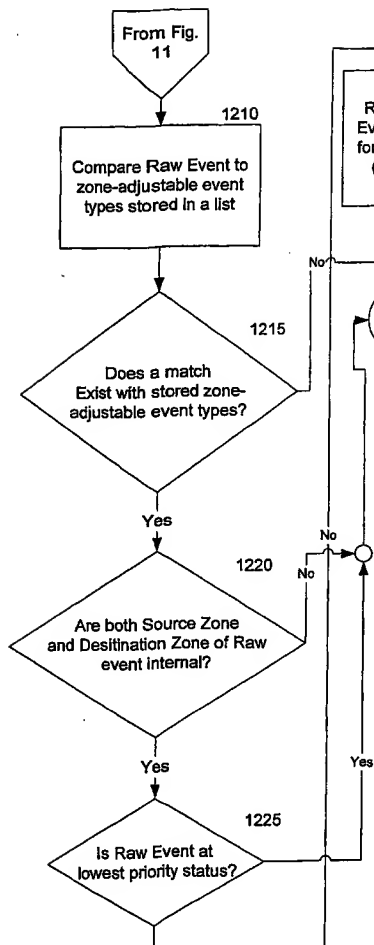 From Fig.
11
1210
Compare Raw Event to
zone-adjustable event
types stored in a list
R
Ev
for
(
No
1215
Does a match
Exist with stored zone-
adjustable event types?
Yes
No
1220
No
Are both Source Zone
and Desitination Zone of Raw
event internal?
Yes
Yes
1225
Is Raw Event at
lowest priority status?